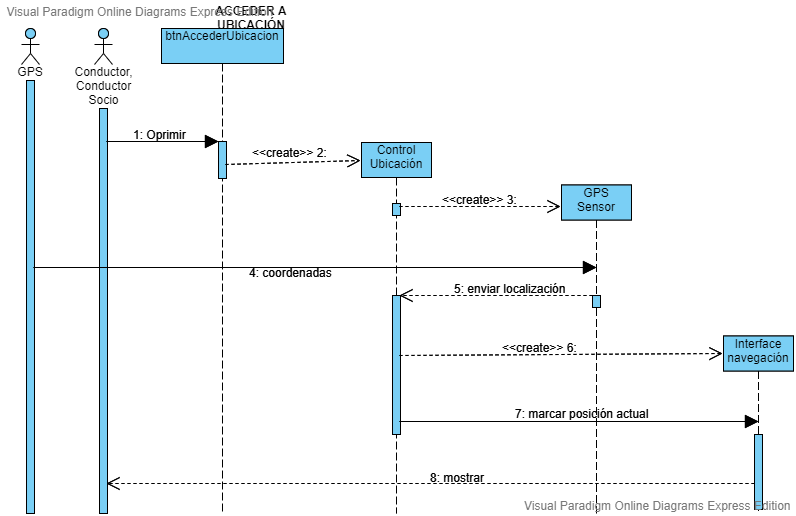 Visual Paradigm Online Diagrams Express Edition
ACCEDER A
UBICACIÓN
btnAccederUbicacion
GPS
Conductor,
Conductor
Socio
1: Oprimir
<<create>> 2:
Control
Ubicación
<<create>> 3:
GPS
Sensor
4: coordenadas
5: enviar localización
<<create>> 6:
Interface
navegación
7: marcar posición actual
8: mostrar
Visual Paradigm Online Diagrams Express Edition